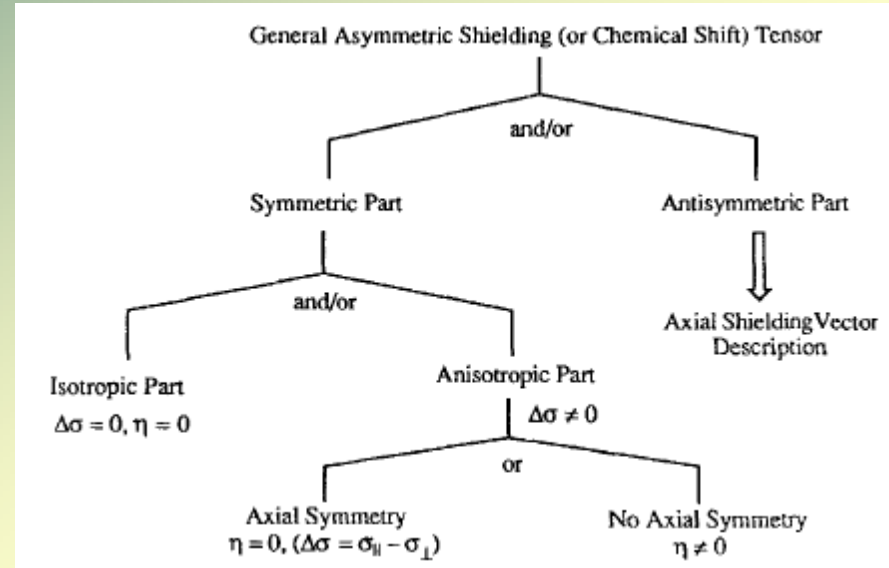 General Asymmetric Shielding (or Chemical Shift) Tensor
and/or
Symmetric Part
Antisymmetric Part
and/or
Axial Shielding Vector
Description
Isotropic Part
Δσ = 0, η = 0
Anisotropic Part
Δσ ≠ 0
or
Axial Symmetry
η = 0, (Δσ = σ∥ − σ⊥)
No Axial Symmetry
η ≠ 0